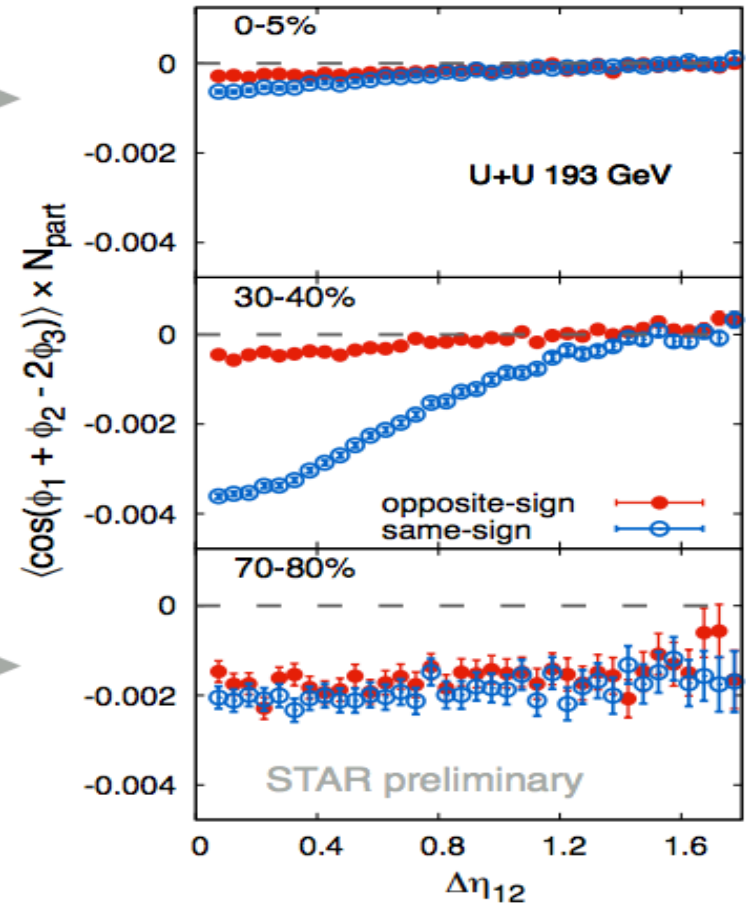 0-5%
0
-0.002
U+U 193 GeV
-0.004
⟨cos(ϕ₁ + ϕ₂ - 2ϕ₃)⟩ × Nₚₐᵣₜ
30-40%
0
-0.002
-0.004
opposite-sign
same-sign
70-80%
0
-0.002
-0.004
STAR preliminary
0 0.4 0.8 1.2 1.6
Δη₁₂